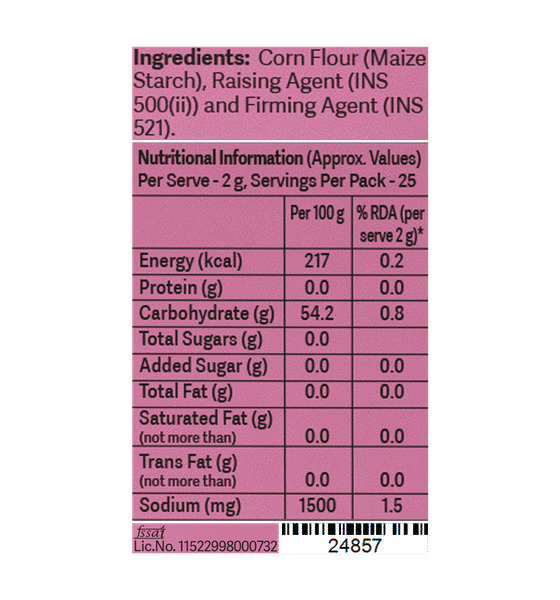 Ingredients: Corn Flour (Maize
Starch), Raising Agent (INS
500(ii)) and Firming Agent (INS
521).
Nutritional Information (Approx. Values)
Per Serve - 2 g, Servings Per Pack - 25
Per 100 g % RDA (per
serve 2 g)*
Energy (kcal) 217 0.2
Protein (g) 0.0 0.0
Carbohydrate (g) 54.2 0.8
Total Sugars (g) 0.0
Added Sugar (g) 0.0 0.0
Total Fat (g) 0.0 0.0
Saturated Fat (g)
(not more than) 0.0 0.0
Trans Fat (g)
(not more than) 0.0 0.0
Sodium (mg) 1500 1.5
fssai
Lic.No. 11522998000732
24857